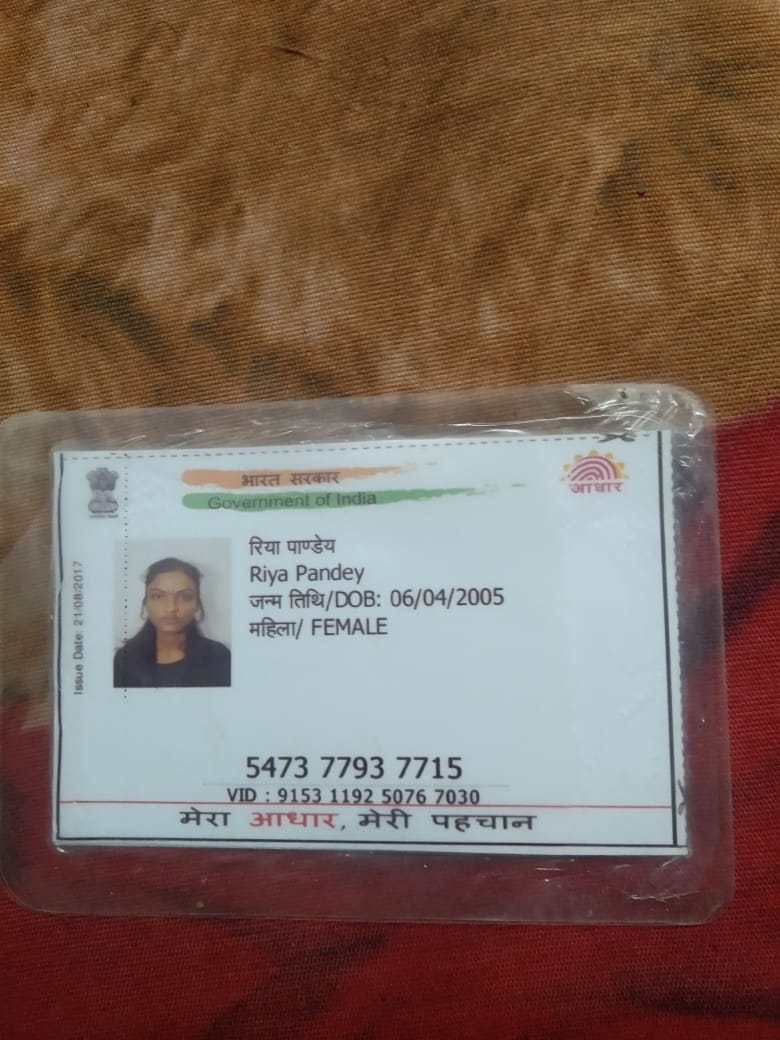 भारत सरकार
Government of India
आधार
Issue Date: 21/08/2017
रिया पाण्डेय
Riya Pandey
जन्म तिथि/DOB: 06/04/2005
महिला/ FEMALE
5473 7793 7715
VID : 9153 1192 5076 7030
मेरा आधार, मेरी पहचान